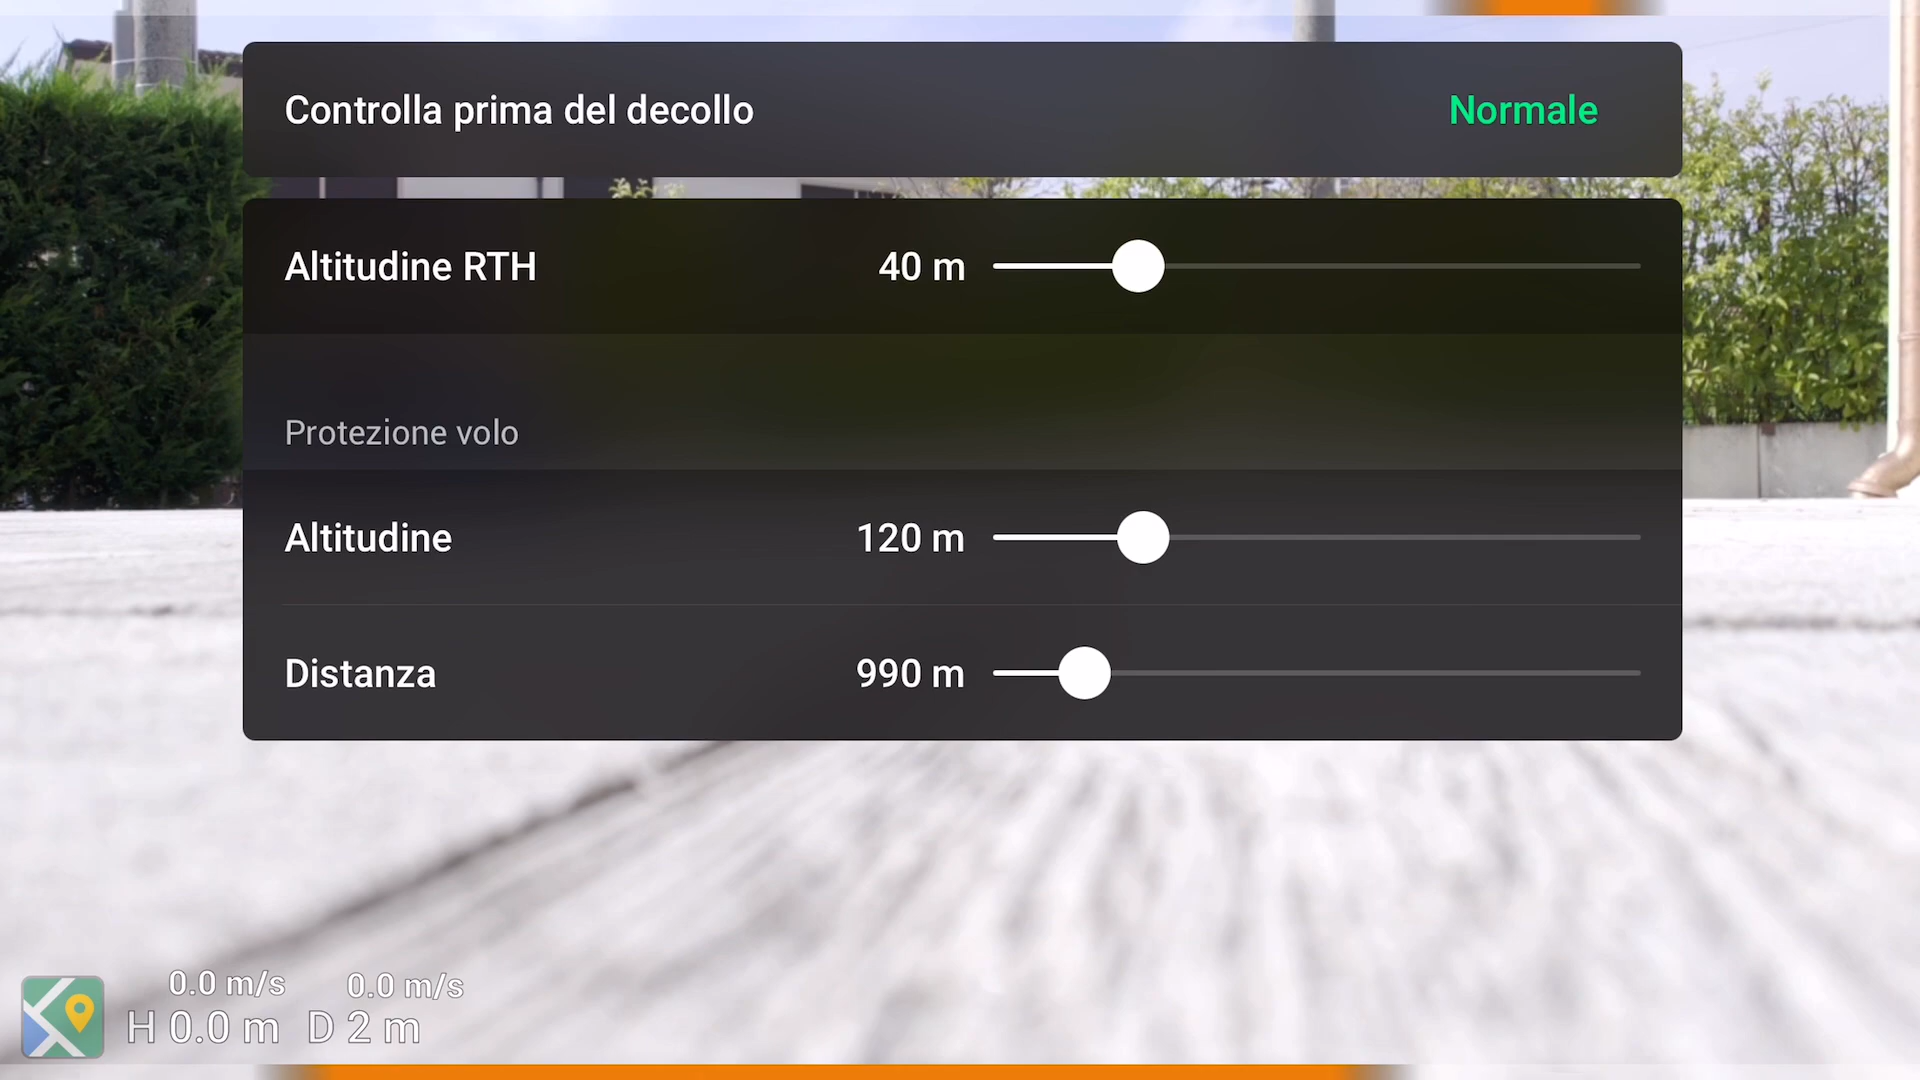 Controlla prima del decollo Normale
Altitudine RTH 40 m
Protezione volo
Altitudine 120 m
Distanza 990 m
0.0 m/s 0.0 m/s
H 0.0 m D 2 m